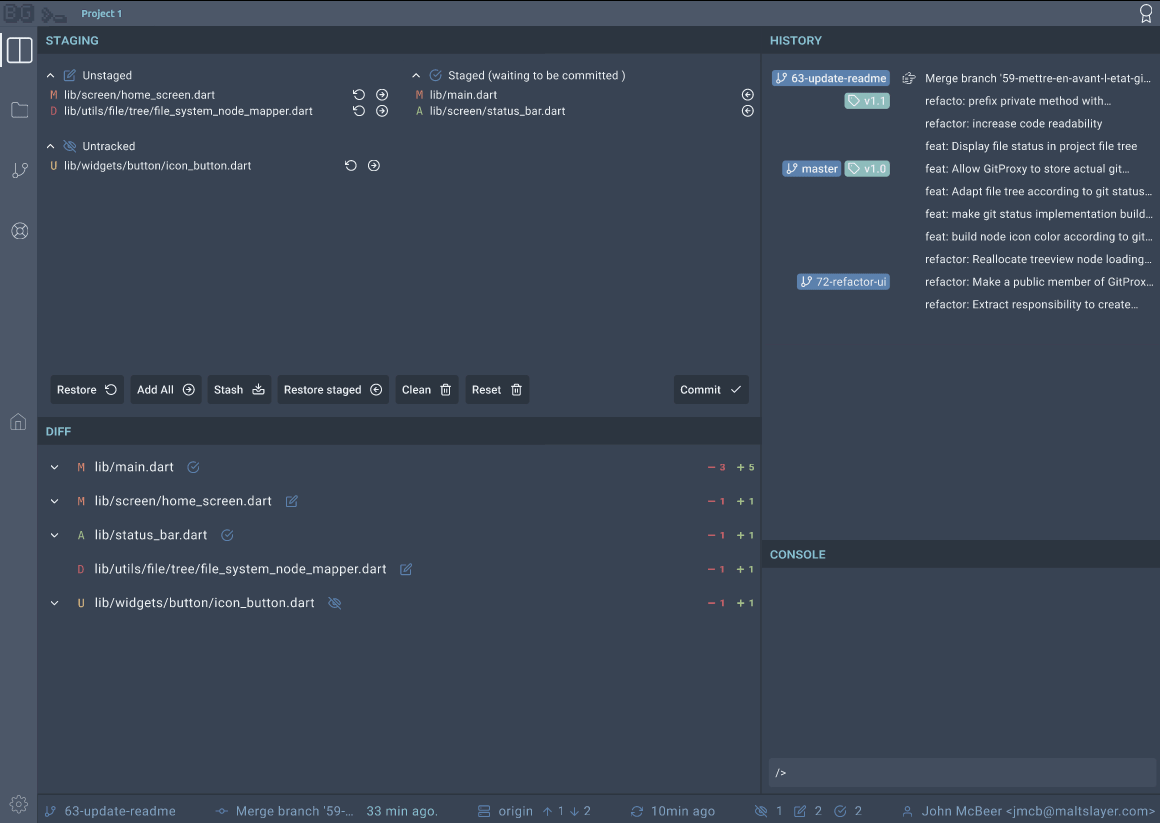 BG Project 1
STAGING
Unstaged
M lib/screen/home_screen.dart
D lib/utils/file/tree/file_system_node_mapper.dart
Untracked
U lib/widgets/button/icon_button.dart
Staged (waiting to be committed )
M lib/main.dart
A lib/screen/status_bar.dart
Restore Add All Stash Restore staged Clean Reset Commit
DIFF
M lib/main.dart − 3 + 5
M lib/screen/home_screen.dart − 1 + 1
A lib/status_bar.dart − 1 + 1
D lib/utils/file/tree/file_system_node_mapper.dart − 1 + 1
U lib/widgets/button/icon_button.dart − 1 + 1
HISTORY
63-update-readme Merge branch '59-mettre-en-avant-l-etat-gi…
v1.1 refacto: prefix private method with…
refactor: increase code readability
feat: Display file status in project file tree
master v1.0 feat: Allow GitProxy to store actual git…
feat: Adapt file tree according to git status…
feat: make git status implementation build…
feat: build node icon color according to git…
refactor: Reallocate treeview node loading…
72-refactor-ui refactor: Make a public member of GitProx…
refactor: Extract responsibility to create…
CONSOLE
/>
63-update-readme Merge branch '59-… 33 min ago. origin ↑ 1 ↓ 2 10min ago 1 2 2 John McBeer <jmcb@maltslayer.com>